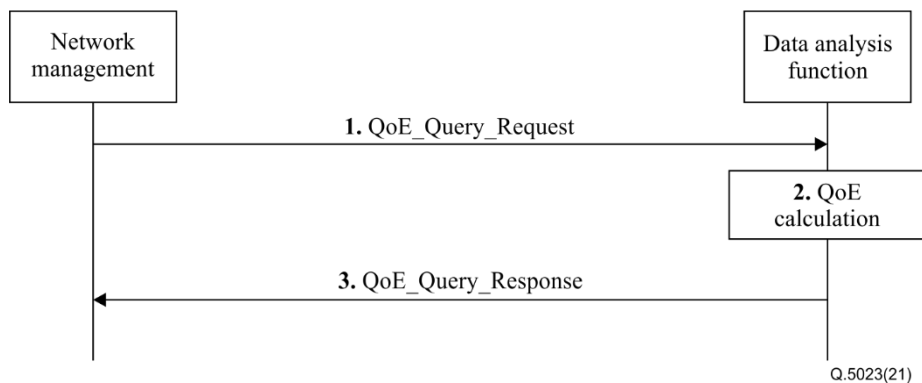 Network
management
Data analysis
function
1. QoE_Query_Request
2. QoE
calculation
3. QoE_Query_Response
Q.5023(21)